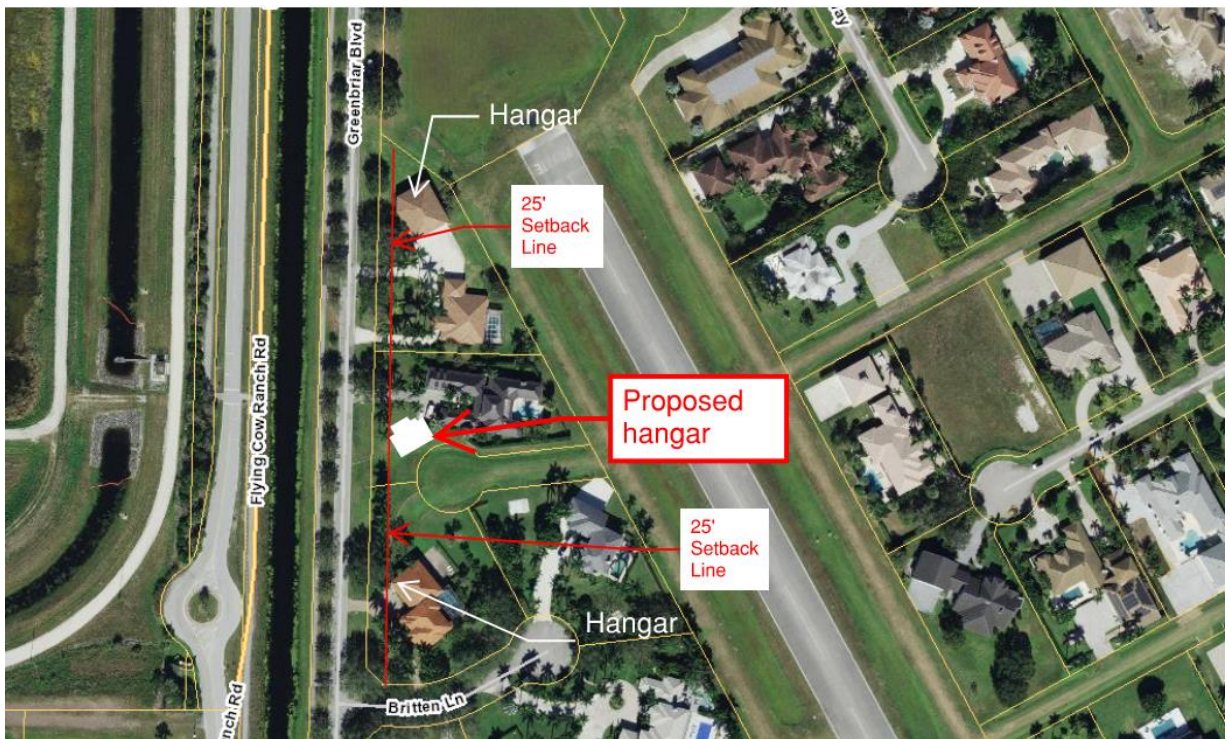 way
Greenbriar Blvd
Hangar
25'
Setback
Line
Flying Cow Ranch Rd
Proposed
hangar
25'
Setback
Line
Hangar
Britten Ln
nch Rd